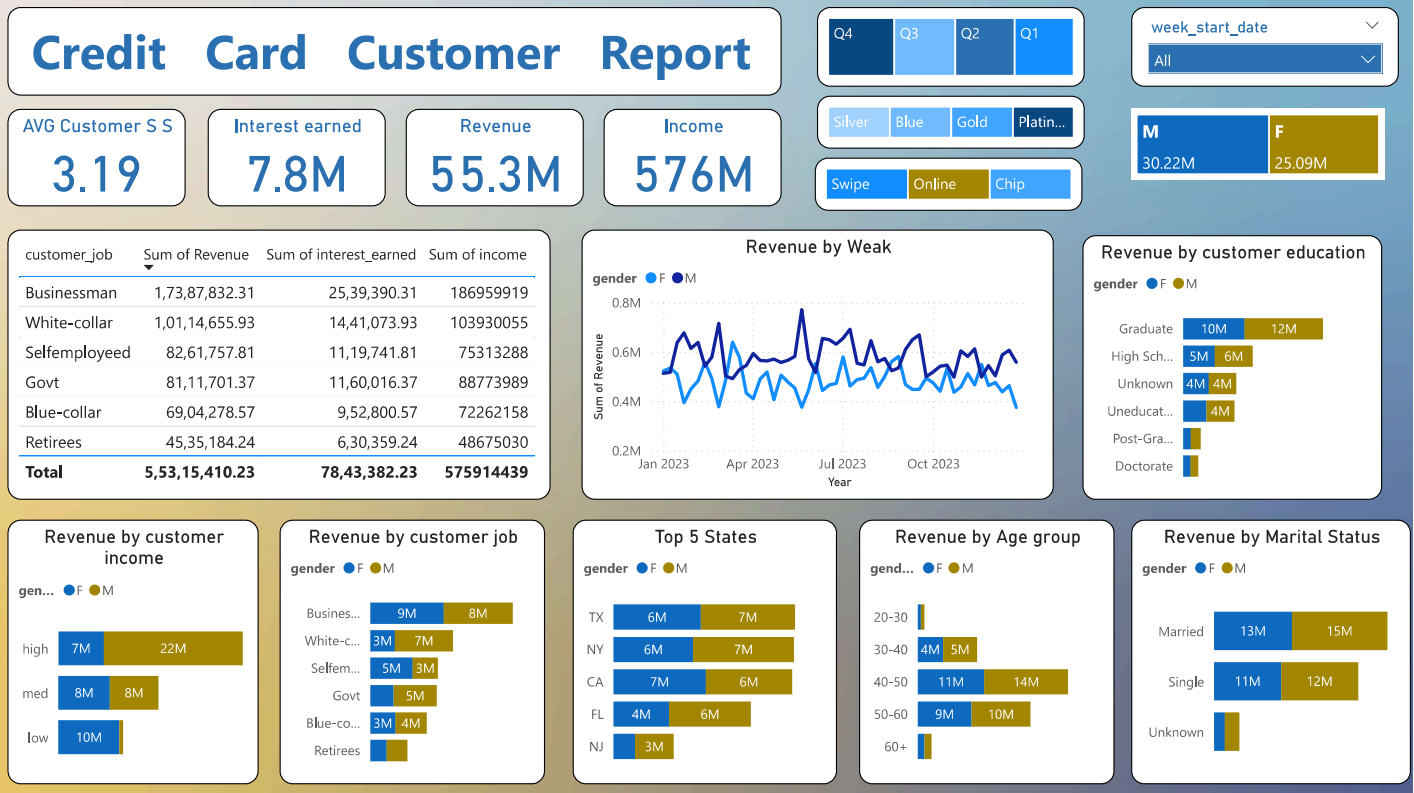 Credit Card Customer Report
Q4 Q3 Q2 Q1
week_start_date
All
Silver Blue Gold Platin...
M F
30.22M 25.09M
Swipe Online Chip
AVG Customer S S
3.19
Interest earned
7.8M
Revenue
55.3M
Income
576M
customer_job Sum of Revenue Sum of interest_earned Sum of income
Businessman 1,73,87,832.31 25,39,390.31 186959919
White-collar 1,01,14,655.93 14,41,073.93 103930055
Selfemployeed 82,61,757.81 11,19,741.81 75313288
Govt 81,11,701.37 11,60,016.37 88773989
Blue-collar 69,04,278.57 9,52,800.57 72262158
Retirees 45,35,184.24 6,30,359.24 48675030
Total 5,53,15,410.23 78,43,382.23 575914439
Revenue by Weak
gender F M
Sum of Revenue
0.8M
0.6M
0.4M
0.2M
Jan 2023 Apr 2023 Jul 2023 Oct 2023
Year
Revenue by customer education
gender F M
Graduate 10M 12M
High Sch... 5M 6M
Unknown 4M 4M
Uneducat... 4M
Post-Gra...
Doctorate
Revenue by customer
income
gen... F M
high 7M 22M
med 8M 8M
low 10M
Revenue by customer job
gender F M
Busines... 9M 8M
White-c... 3M 7M
Selfem... 5M 3M
Govt 5M
Blue-co... 3M 4M
Retirees
Top 5 States
gender F M
TX 6M 7M
NY 6M 7M
CA 7M 6M
FL 4M 6M
NJ 3M
Revenue by Age group
gend... F M
20-30
30-40 4M 5M
40-50 11M 14M
50-60 9M 10M
60+
Revenue by Marital Status
gender F M
Married 13M 15M
Single 11M 12M
Unknown